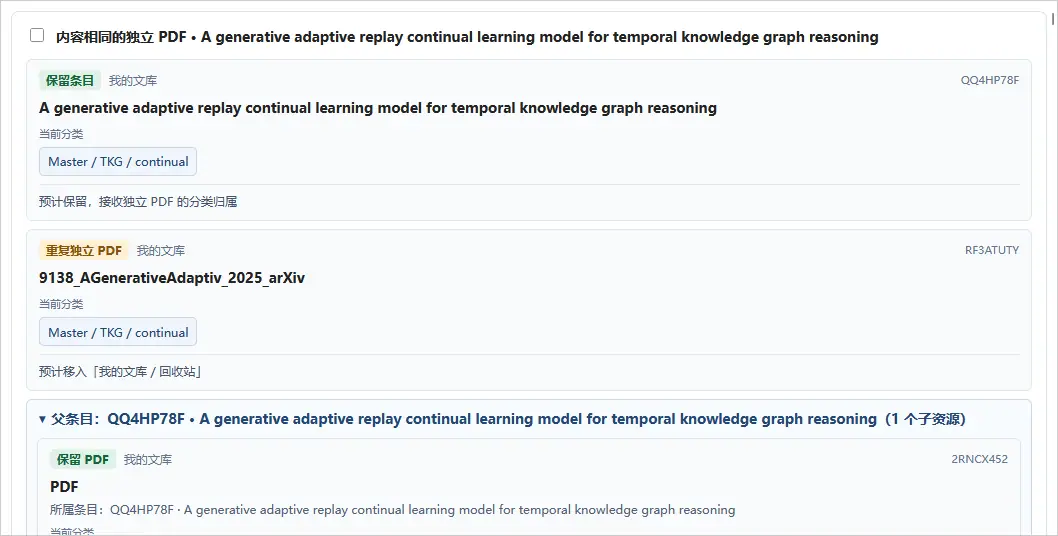 内容相同的独立 PDF • A generative adaptive replay continual learning model for temporal knowledge graph reasoning
保留条目 我的文库 QQ4HP78F
A generative adaptive replay continual learning model for temporal knowledge graph reasoning
当前分类
Master / TKG / continual
预计保留，接收独立 PDF 的分类归属
重复独立 PDF 我的文库 RF3ATUTY
9138_AGenerativeAdaptiv_2025_arXiv
当前分类
Master / TKG / continual
预计移入「我的文库 / 回收站」
▾ 父条目：QQ4HP78F • A generative adaptive replay continual learning model for temporal knowledge graph reasoning（1 个子资源）
保留 PDF 我的文库 2RNCX452
PDF
所属条目：QQ4HP78F · A generative adaptive replay continual learning model for temporal knowledge graph reasoning
当前分类